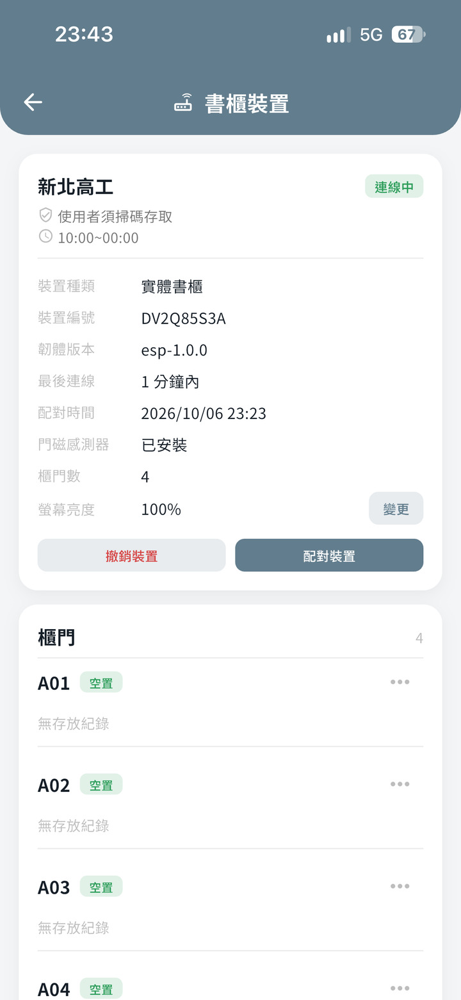 23:43
5G
67
書櫃裝置
新北高工
連線中
使用者須掃碼存取
10:00~00:00
裝置種類 實體書櫃
裝置編號 DV2Q85S3A
韌體版本 esp-1.0.0
最後連線 1 分鐘內
配對時間 2026/10/06 23:23
門磁感測器 已安裝
櫃門數 4
螢幕亮度 100% 變更
撤銷裝置 配對裝置
櫃門 4
A01 空置
無存放紀錄
A02 空置
無存放紀錄
A03 空置
無存放紀錄
A04 空置